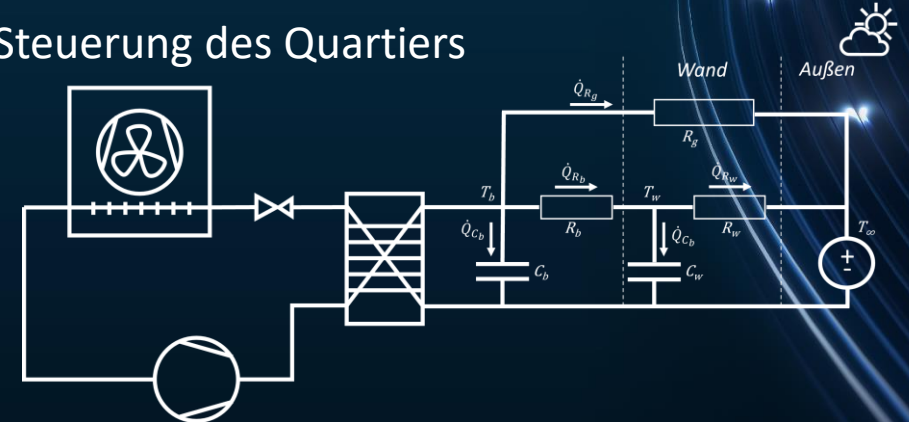 Steuerung des Quartiers
Wand
Außen
Q̇_{R_g}
R_g
T_b
Q̇_{R_b}
T_w
Q̇_{R_w}
Q̇_{C_b}
R_b
Q̇_{C_b}
R_w
T_∞
C_b
C_w
+
-